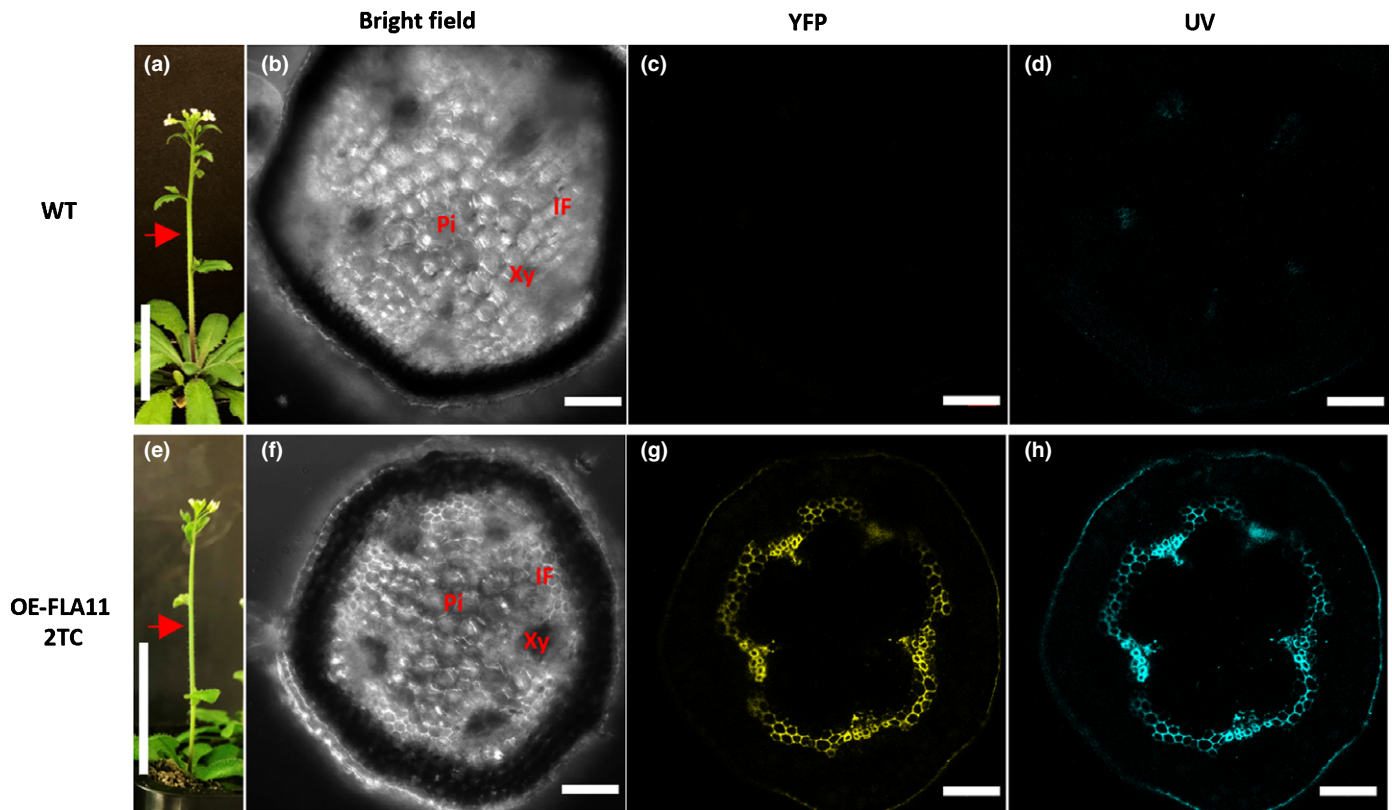 Bright field
YFP
UV
WT
(a)
(b)
Pi
IF
Xy
(c)
(d)
OE-FLA11
2TC
(e)
(f)
Pi
IF
Xy
(g)
(h)